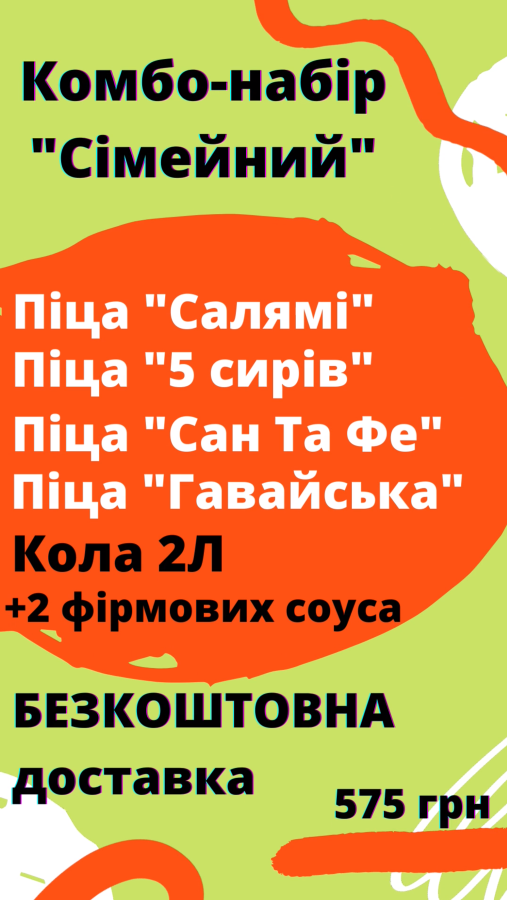 Комбо-набір
"Сімейний"
Піца "Салямі"
Піца "5 сирів"
Піца "Сан Та Фе"
Піца "Гавайська"
Кола 2Л
+2 фірмових соуса
БЕЗКОШТОВНА
доставка
575 грн